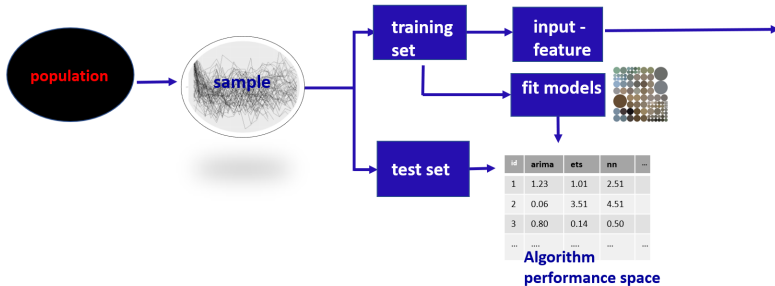 population
sample
training
set
input -
feature
fit models
test set
id arima ets nn ...
1 1.23 1.01 2.51
2 0.06 3.51 4.51
3 0.80 0.14 0.50
... .... .... ... ...
Algorithm
performance space